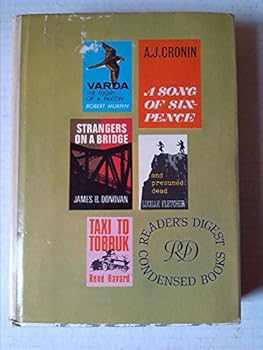 VARDA
THE FLIGHT
OF A FALCON
ROBERT MURPHY
A.J. CRONIN
A SONG
OF SIX-
PENCE
STRANGERS
ON A BRIDGE
JAMES B. DONOVAN
and
presumed
dead
LUCILLE FLETCHER
TAXI TO
TOBRUK
René Havard
READER'S DIGEST
RD
CONDENSED BOOKS